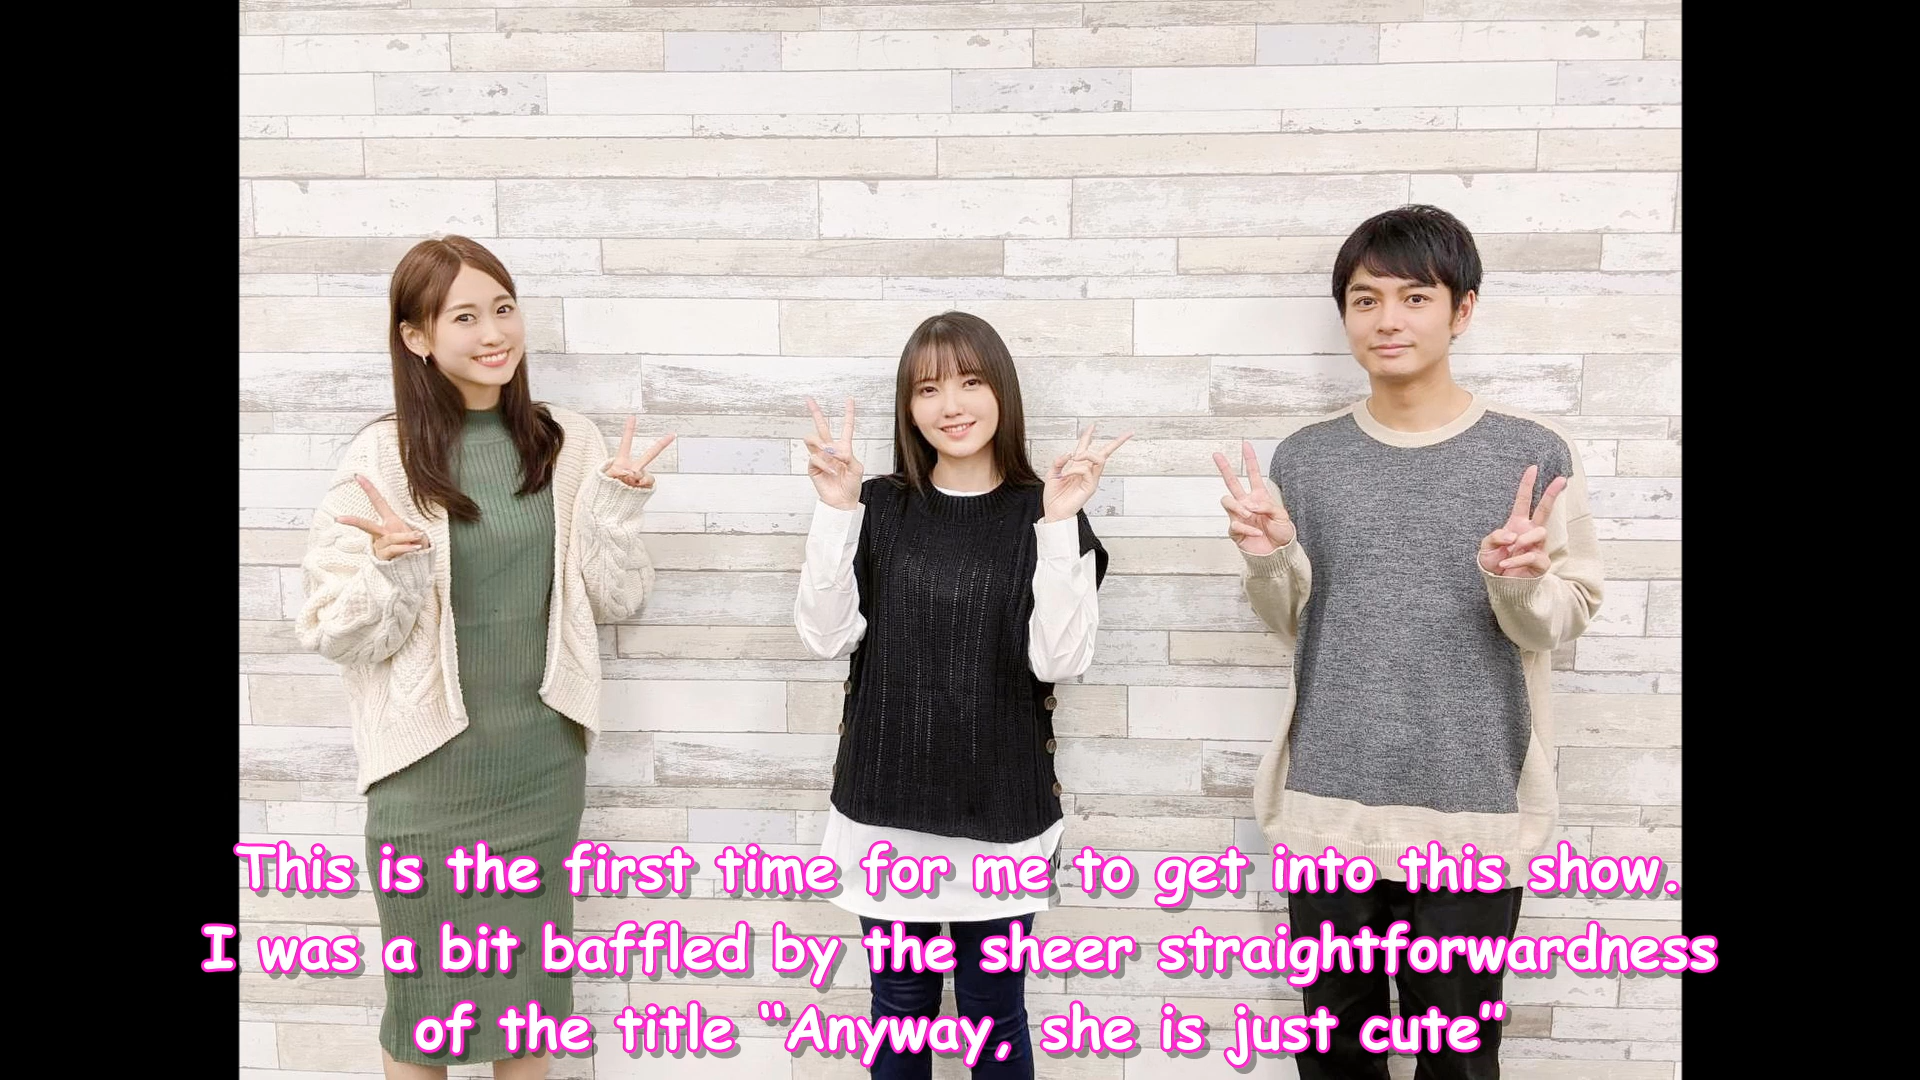 This is the first time for me to get into this show.
I was a bit baffled by the sheer straightforwardness
of the title “Anyway, she is just cute”